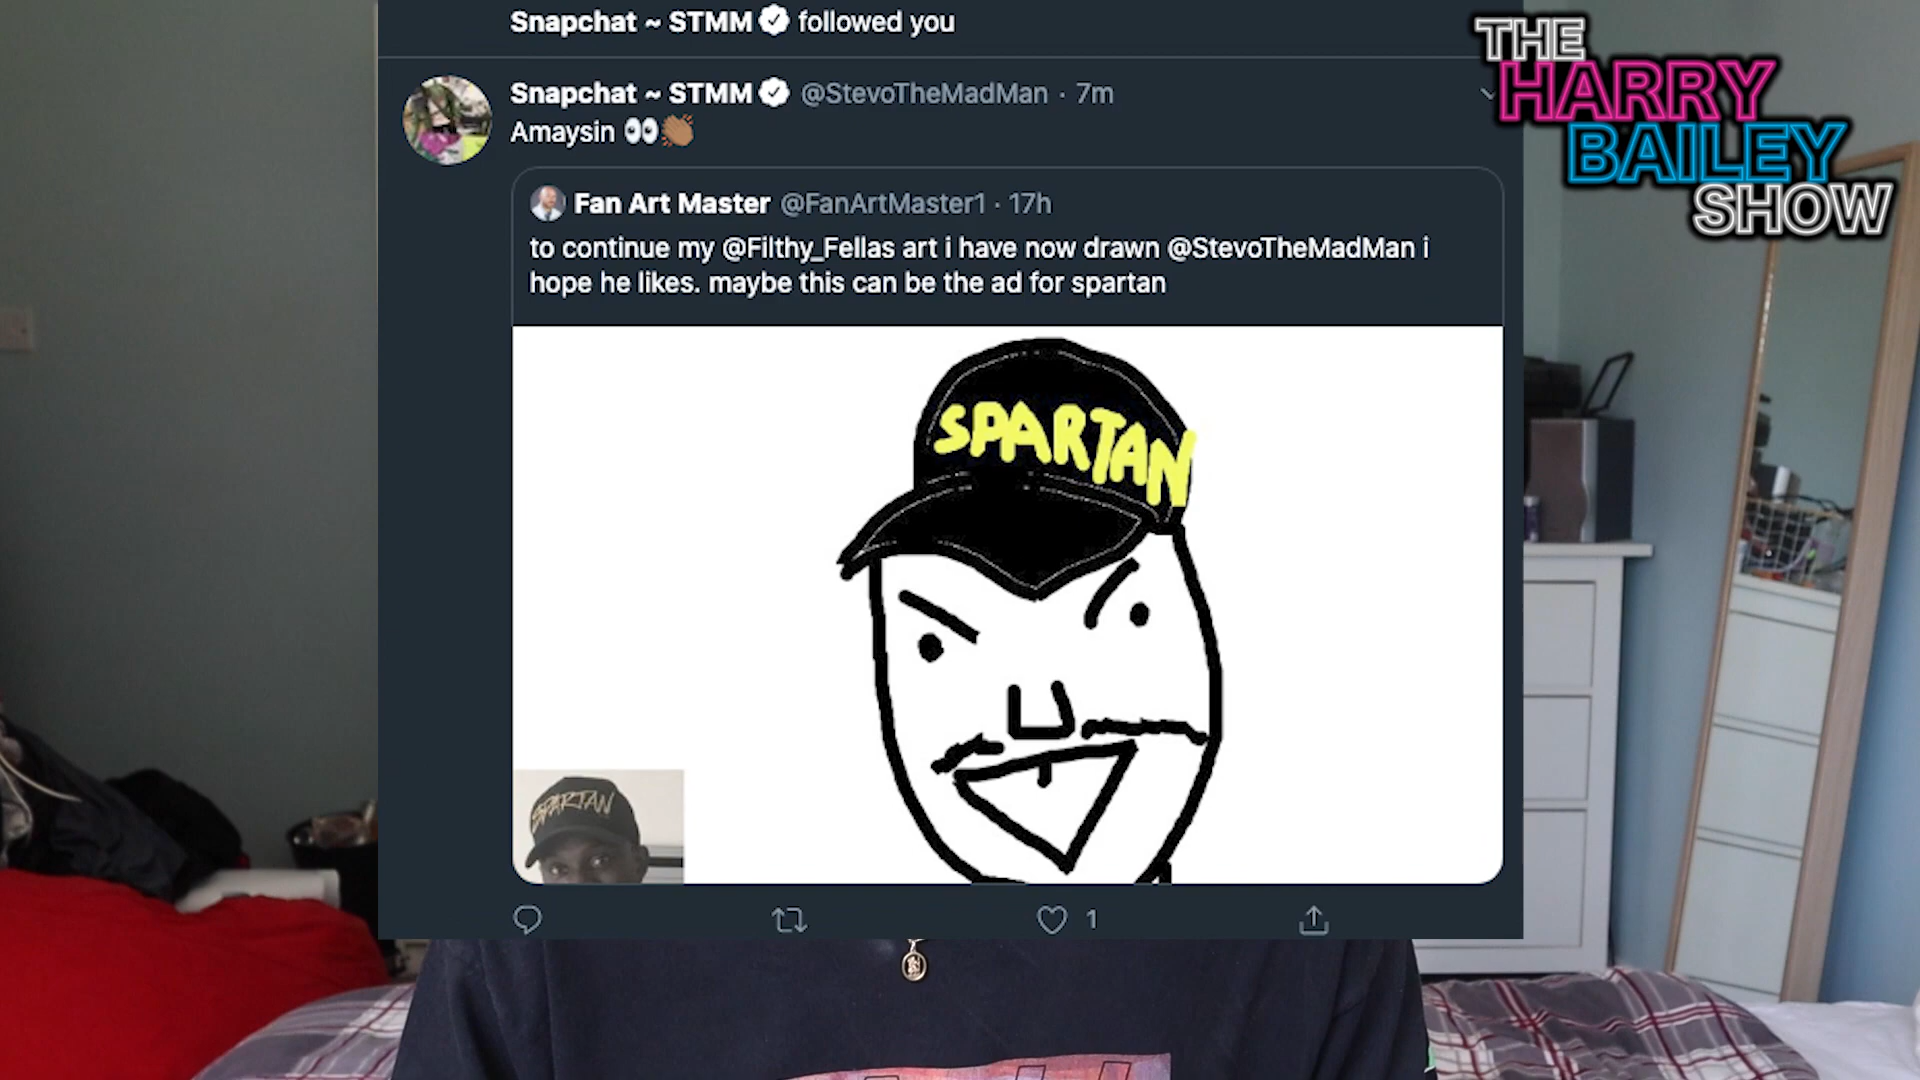 Snapchat ~ STMM followed you
Snapchat ~ STMM @StevoTheMadMan · 7m
Amaysin 👀👏🏽
Fan Art Master @FanArtMaster1 · 17h
to continue my @Filthy_Fellas art i have now drawn @StevoTheMadMan i
hope he likes. maybe this can be the ad for spartan
SPARTAN
SPARTAN
1
THE
HARRY
BAILEY
SHOW